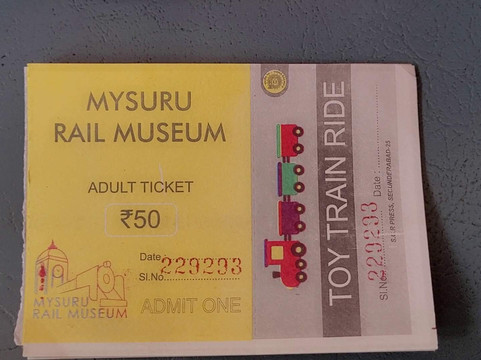 MYSURU
RAIL MUSEUM
ADULT TICKET
₹50
Date
Sl.No. 229293
ADMIT ONE
MYSURU
RAIL MUSEUM
TOY TRAIN RIDE
Sl.No. 229293 Date :
S.C.R PRESS, SECUNDERABAD-25